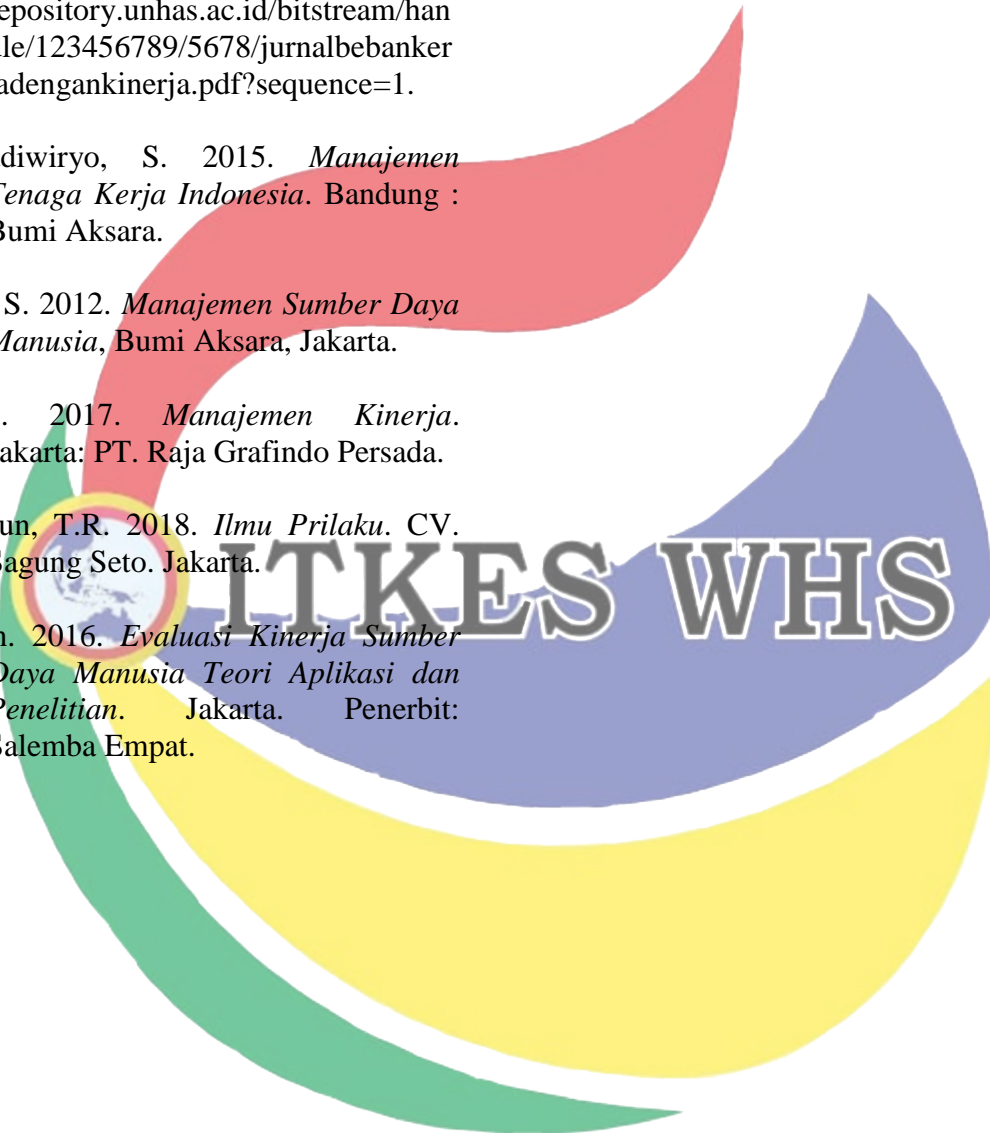 epository.unhas.ac.id/bitstream/han
le/123456789/5678/jurnalbebanker
adengankinerja.pdf?sequence=1.
diwiryo, S. 2015. Manajemen
Tenaga Kerja Indonesia. Bandung :
Bumi Aksara.
S. 2012. Manajemen Sumber Daya
Manusia, Bumi Aksara, Jakarta.
2017. Manajemen Kinerja.
akarta: PT. Raja Grafindo Persada.
un, T.R. 2018. Ilmu Prilaku. CV.
Sagung Seto. Jakarta.
2016. Evaluasi Kinerja Sumber
Daya Manusia Teori Aplikasi dan
Penelitian. Jakarta. Penerbit:
Salemba Empat.
ITKES WHS